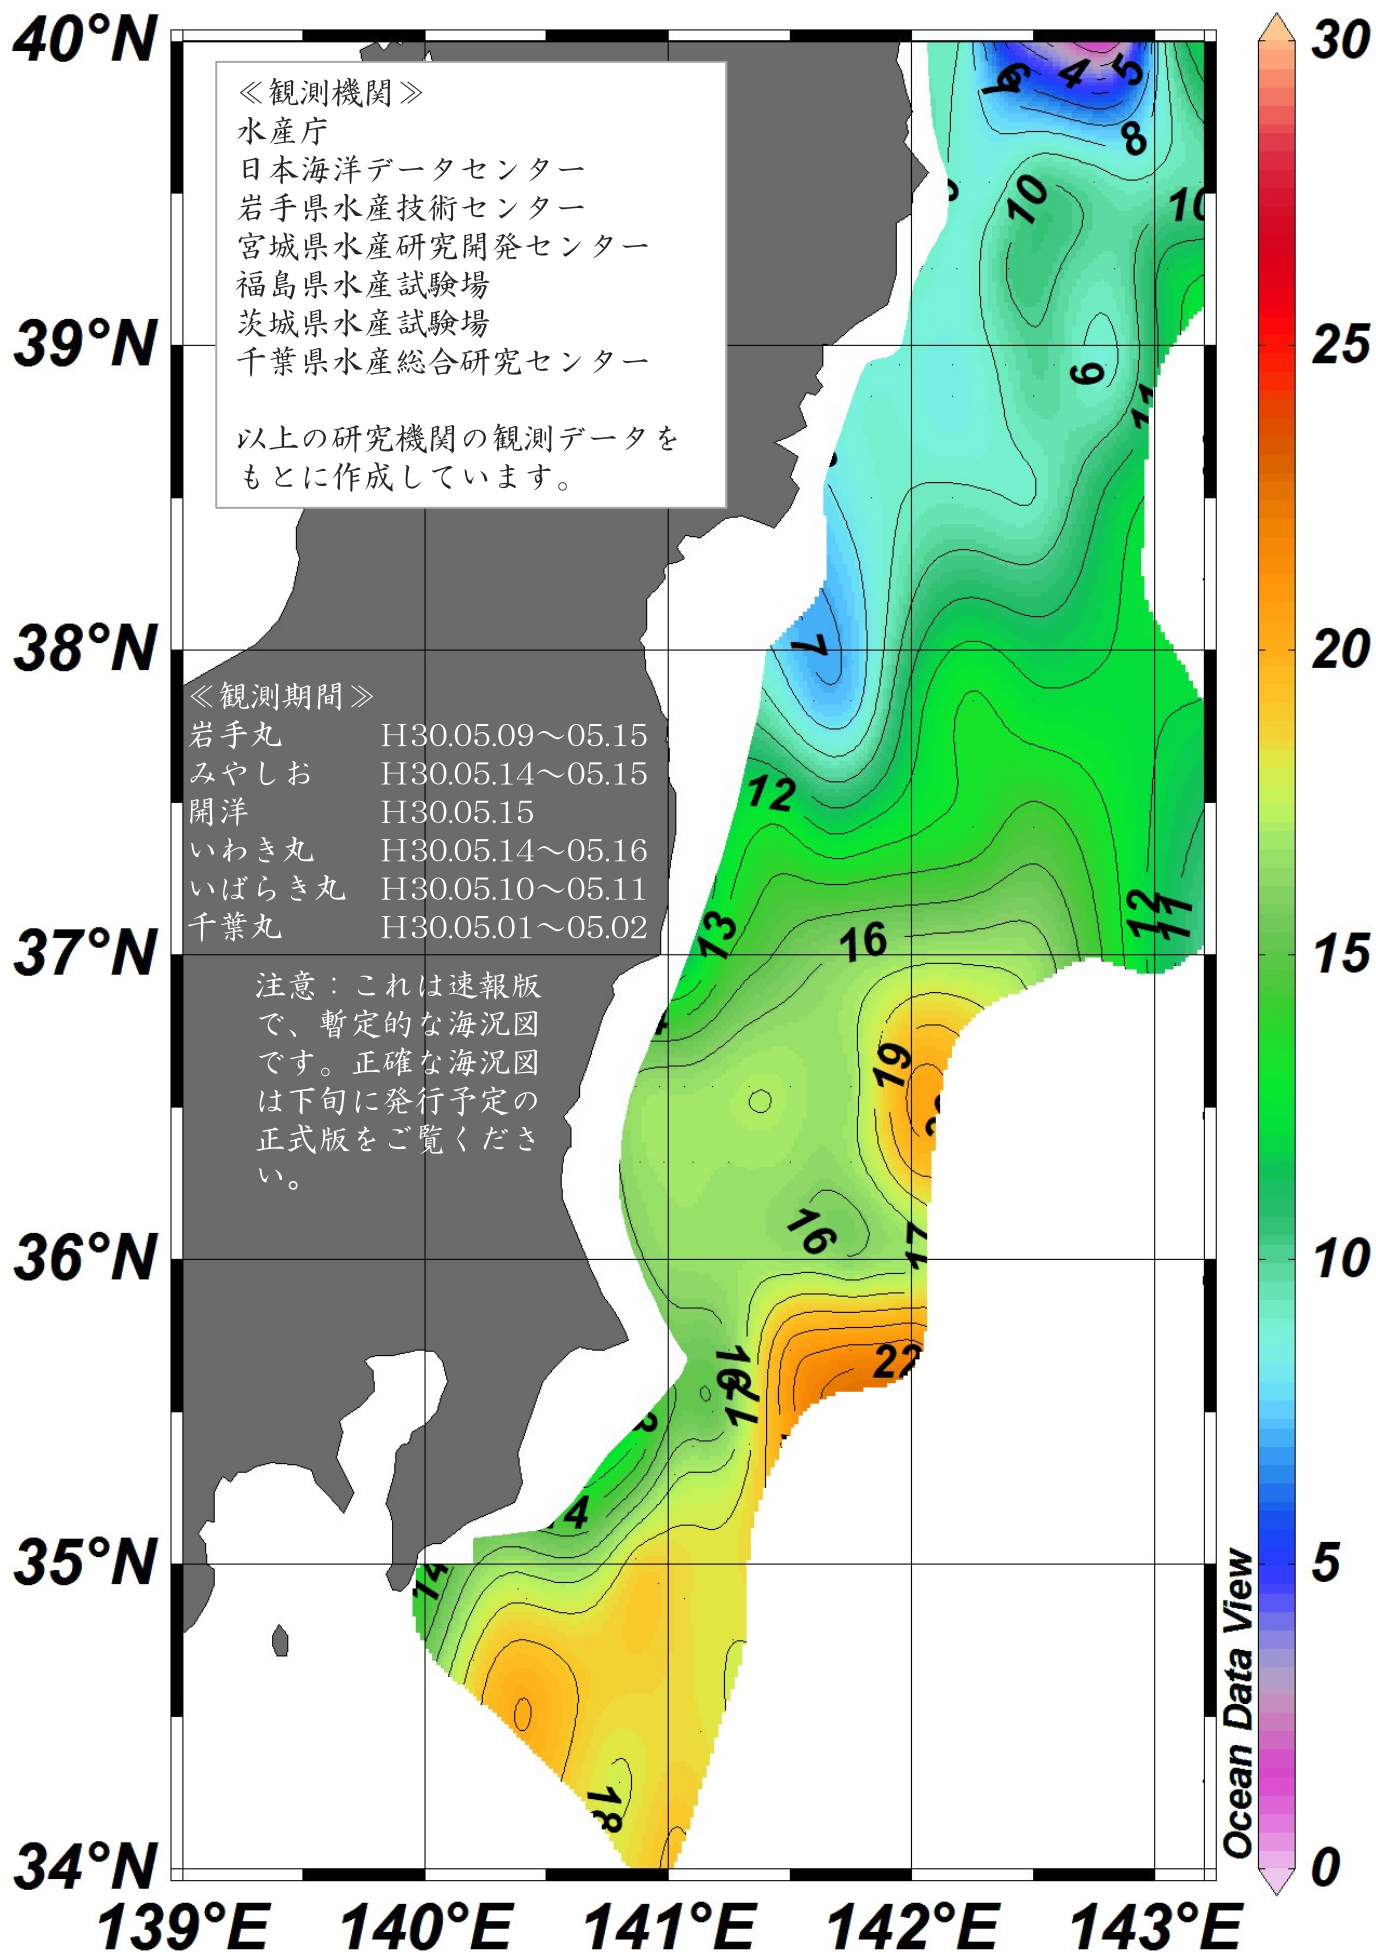 40°N
39°N
38°N
37°N
36°N
35°N
34°N
139°E 140°E 141°E 142°E 143°E
≪観測機関≫
水産庁
日本海洋データセンター
岩手県水産技術センター
宮城県水産研究開発センター
福島県水産試験場
茨城県水産試験場
千葉県水産総合研究センター
以上の研究機関の観測データを
もとに作成しています。
≪観測期間≫
岩手丸 H30.05.09～05.15
みやしお H30.05.14～05.15
開洋 H30.05.15
いわき丸 H30.05.14～05.16
いばらき丸 H30.05.10～05.11
千葉丸 H30.05.01～05.02
注意：これは速報版
で、暫定的な海況図
です。正確な海況図
は下旬に発行予定の
正式版をご覧くださ
い。
4
5
6
8
10
10
9
11
7
12
13
16
12
11
19
16
17
22
19
17
14
14
18
30
25
20
15
10
5
0
Ocean Data View